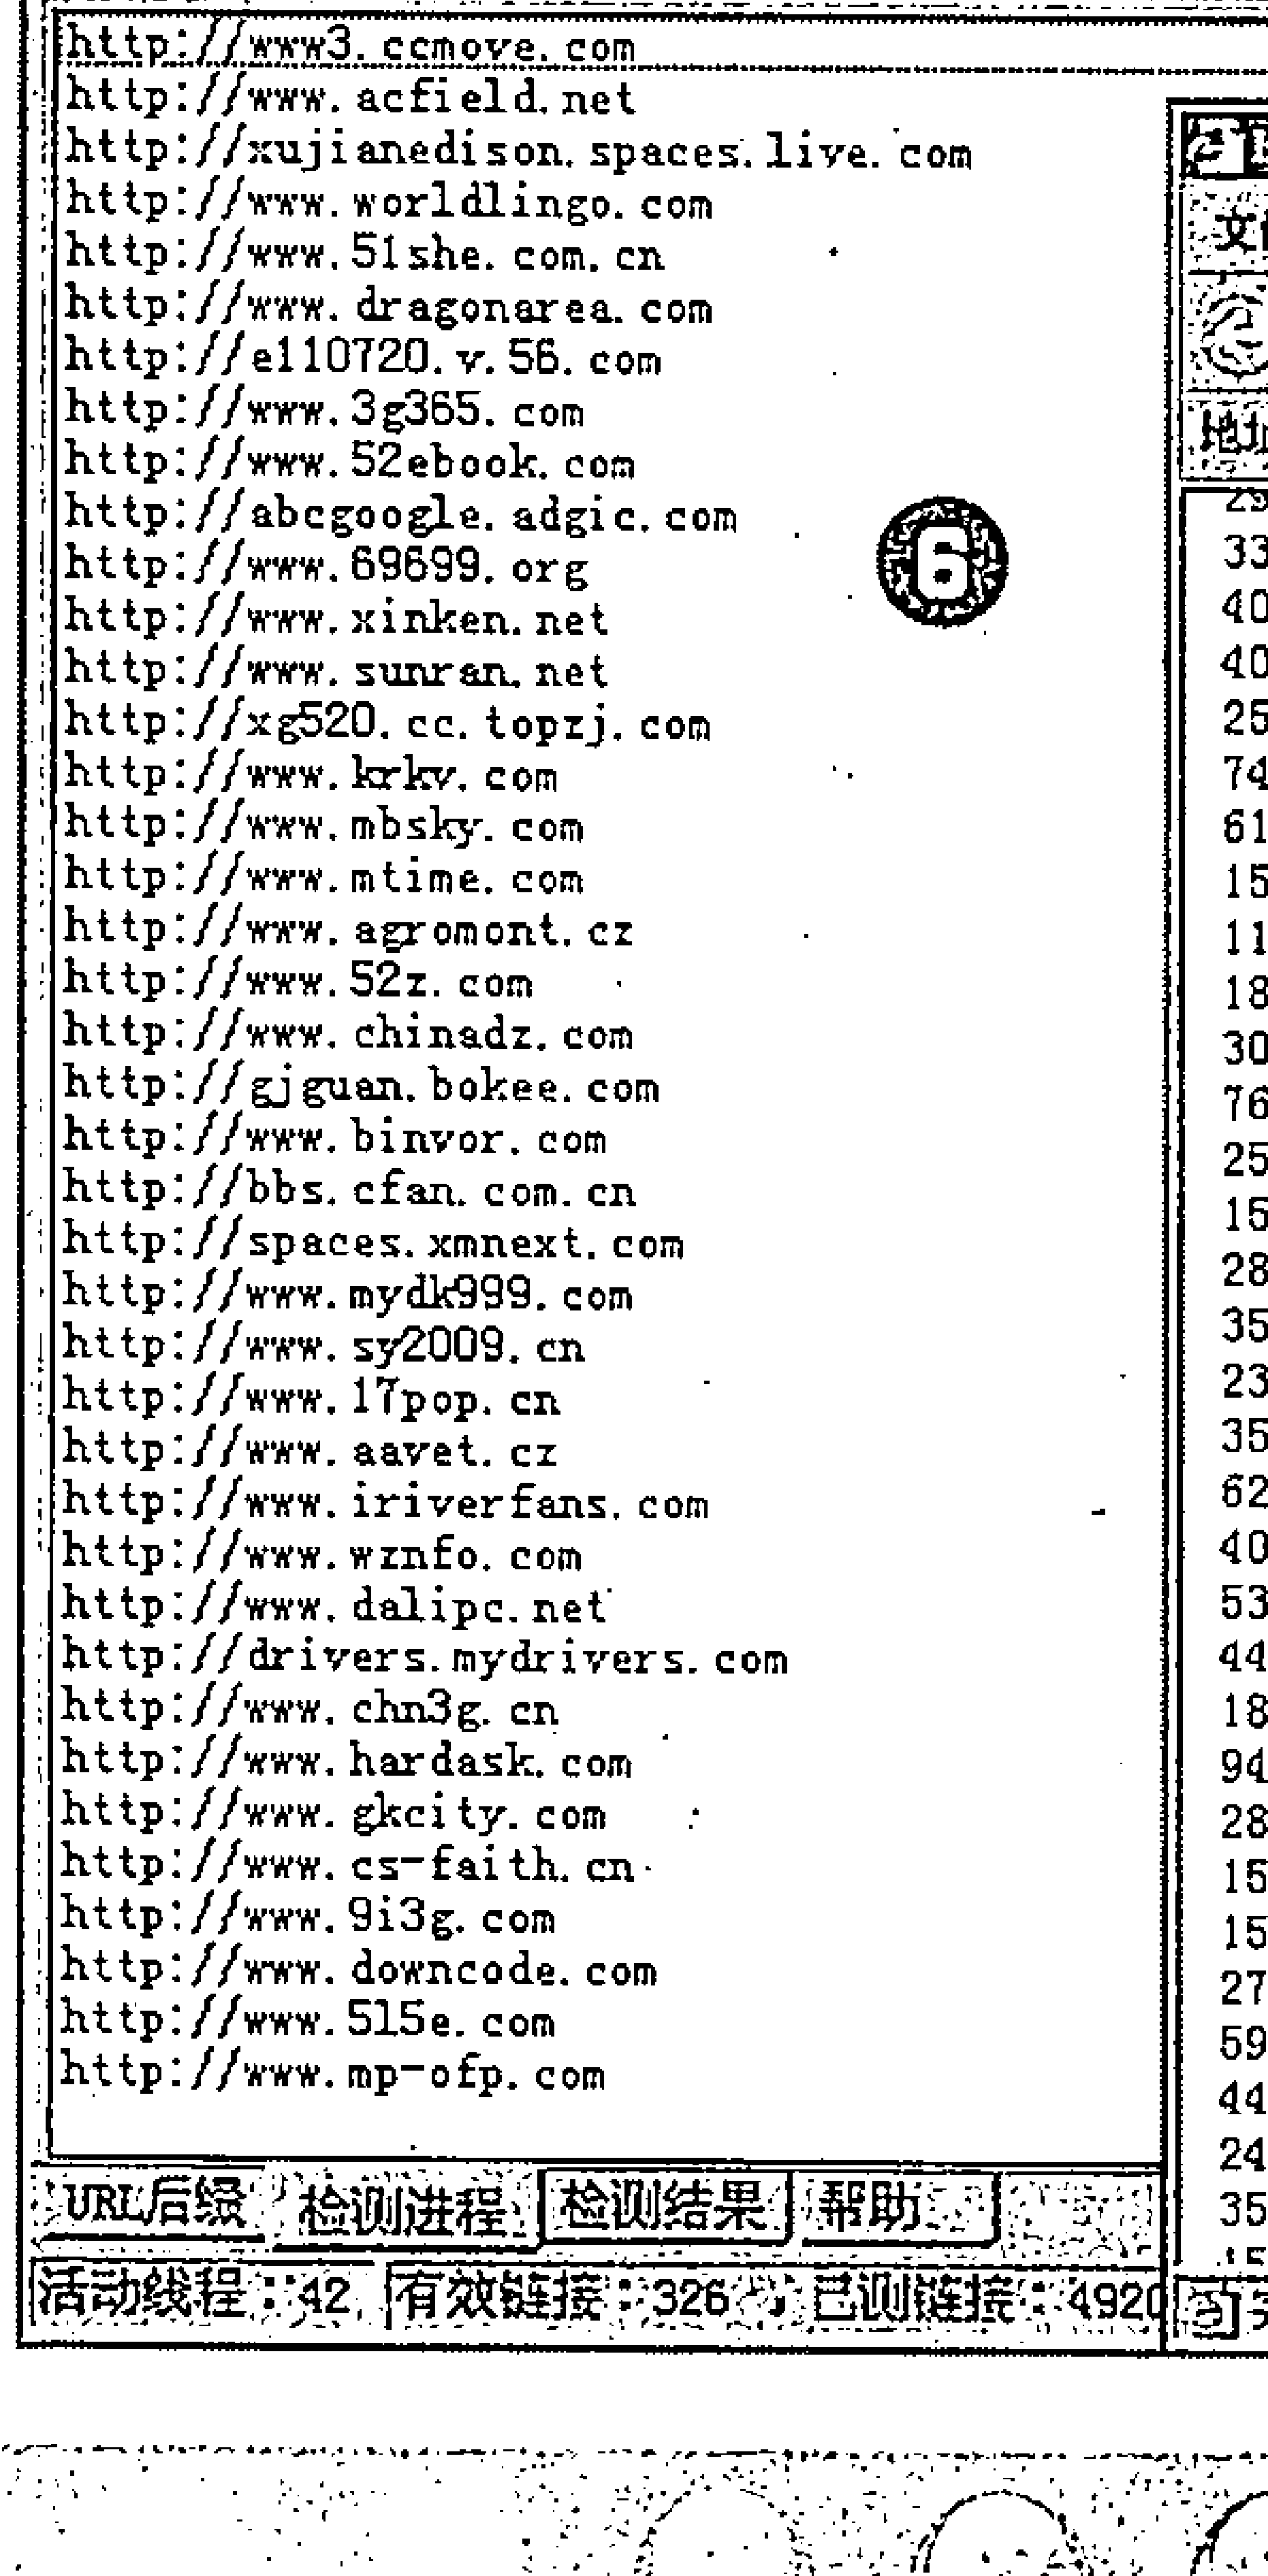 http://www3.ccmove.com
http://www.acfield.net
http://xujianedison.spaces.live.com
http://www.worldlingo.com
http://www.51she.com.cn
http://www.dragonarea.com
http://e110720.v.56.com
http://www.3g365.com
http://www.52ebook.com
http://abcgoogle.adgic.com
http://www.69699.org
http://www.xinken.net
http://www.sunran.net
http://xg520.cc.topzj.com
http://www.krkv.com
http://www.mbsky.com
http://www.mtime.com
http://www.agromont.cz
http://www.52z.com
http://www.chinadz.com
http://gjguan.bokee.com
http://www.binvor.com
http://bbs.cfan.com.cn
http://spaces.xmnext.com
http://www.mydk999.com
http://www.sy2009.cn
http://www.17pop.cn
http://www.aavet.cz
http://www.iriverfans.com
http://www.wznfo.com
http://www.dalipc.net
http://drivers.mydrivers.com
http://www.chn3g.cn
http://www.hardask.com
http://www.gkcity.com
http://www.cs-faith.cn
http://www.9i3g.com
http://www.downcode.com
http://www.515e.com
http://www.mp-ofp.com
6
URL后缀 检测进程 检测结果 帮助
活动线程:42 有效链接:326 已测链接:4920
地址
29
33
40
40
25
74
61
15
11
18
30
76
25
15
28
35
23
35
62
40
53
44
18
94
28
15
15
27
59
44
24
35
15